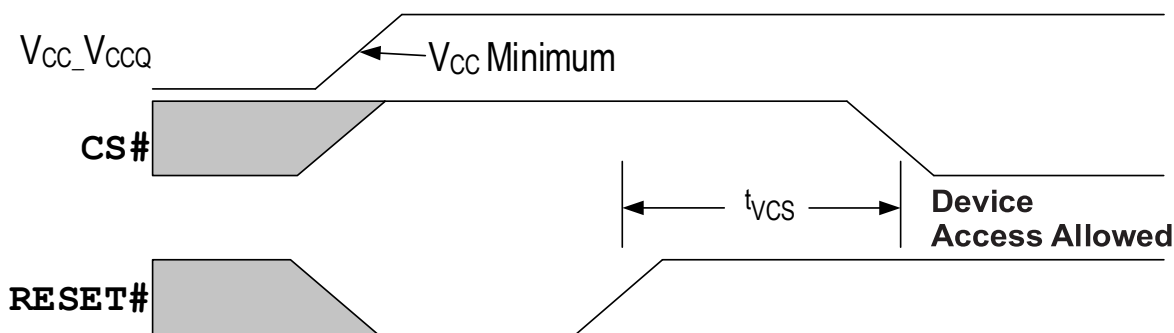 VCC_VCCQ
VCC Minimum
CS#
tVCS
Device
Access Allowed
RESET#